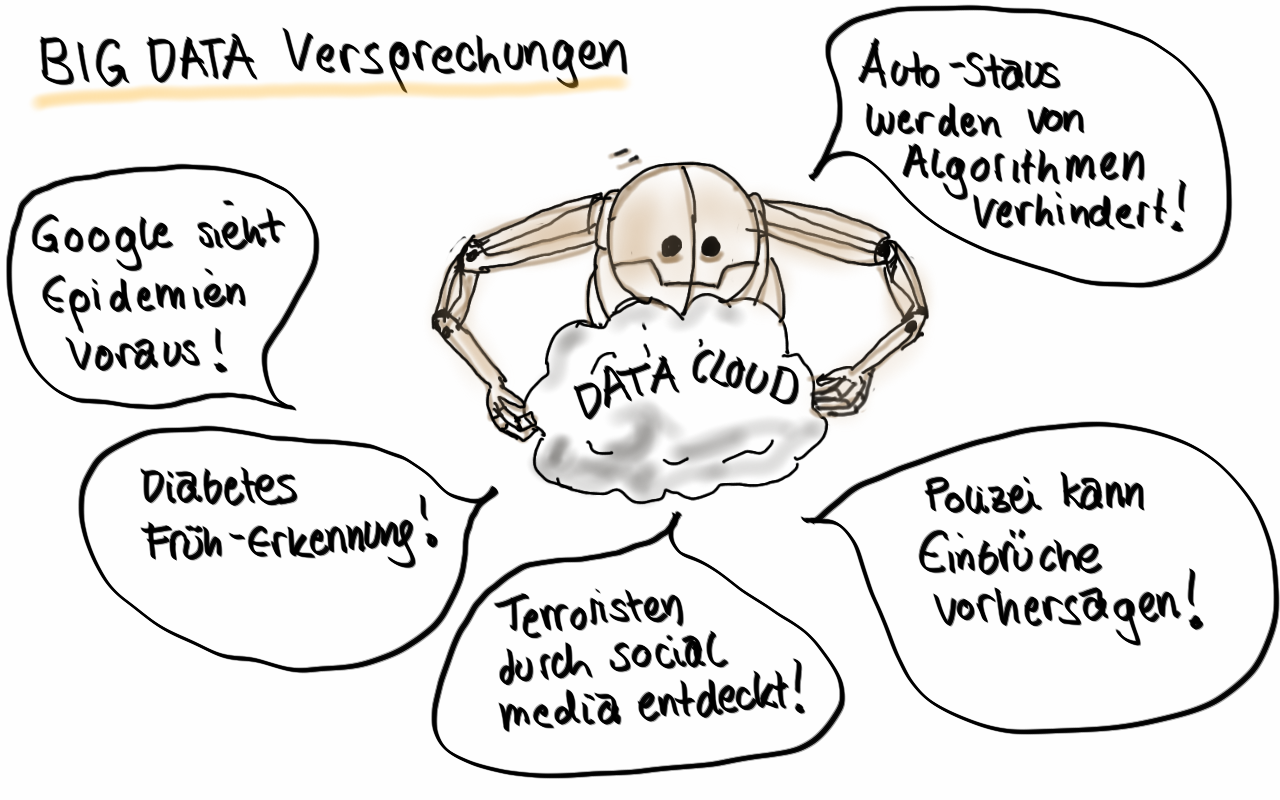 BIG DATA Versprechungen
Auto-Staus
werden von
Algorithmen
verhindert!
Google sieht
Epidemien
voraus!
DATA CLOUD
Diabetes
Früh-Erkennung!
Polizei kann
Einbrüche
vorhersagen!
Terroristen
durch social
media entdeckt!